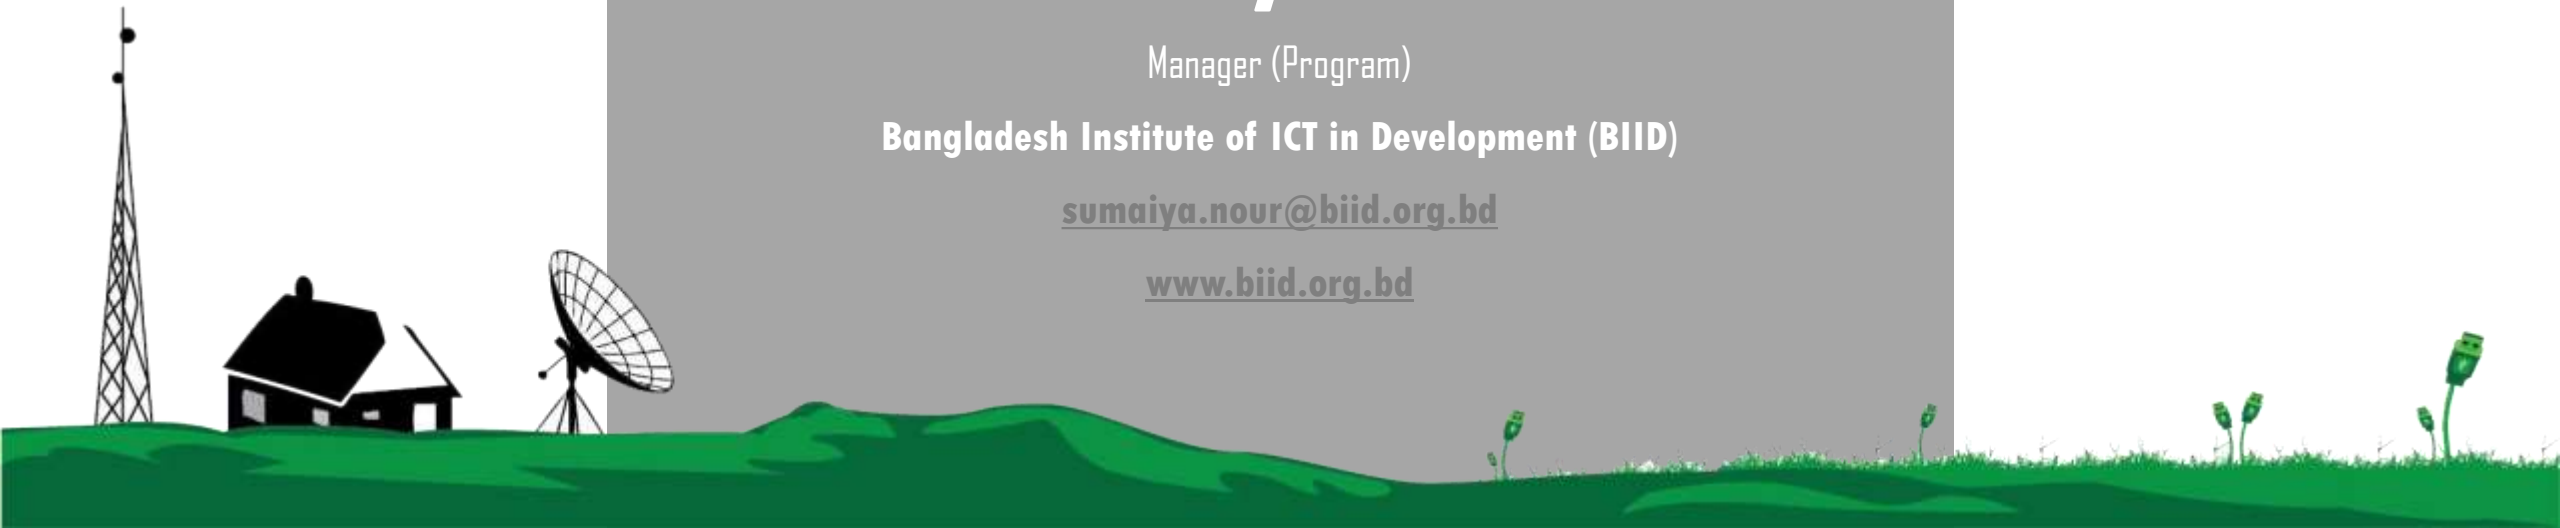 Manager (Program)
Bangladesh Institute of ICT in Development (BIID)
sumaiya.nour@biid.org.bd
www.biid.org.bd